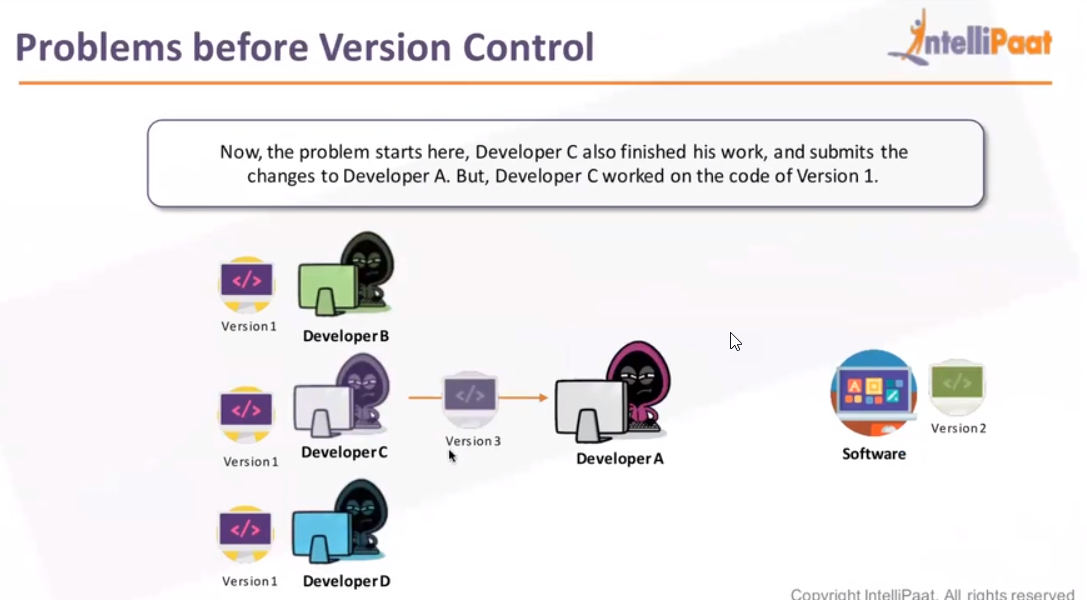 Problems before Version Control
IntelliPaat
Now, the problem starts here, Developer C also finished his work, and submits the
changes to Developer A. But, Developer C worked on the code of Version 1.
</>
Version 1
Developer B
</>
Version 1
Developer C
</>
Version 3
Developer A
A
Software
</>
Version 2
</>
Version 1
Developer D
Copyright IntelliPaat. All rights reserved